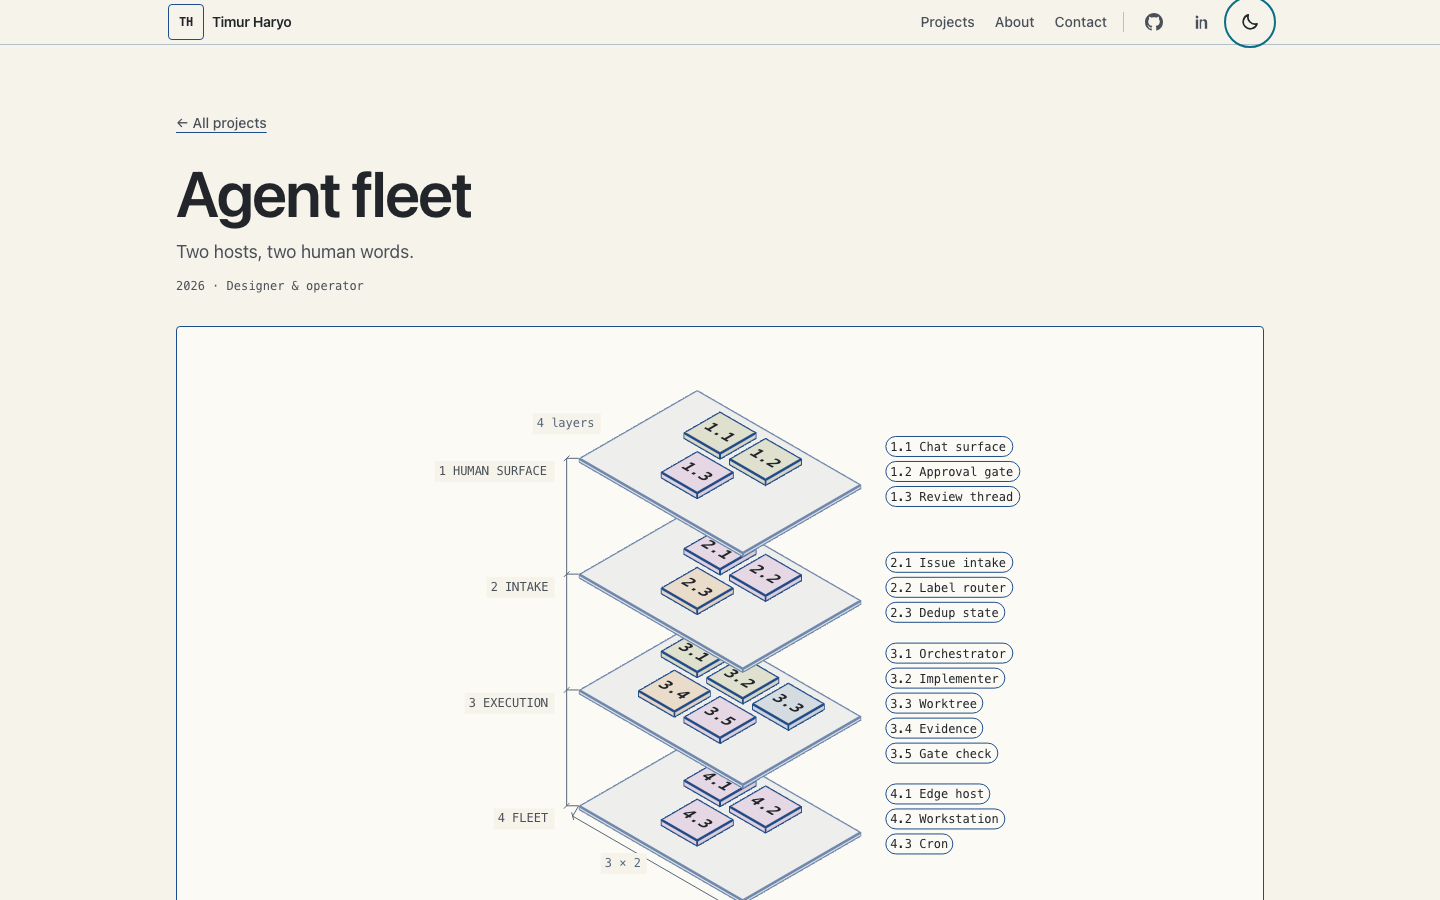 TH Timur Haryo Projects About Contact in
← All projects
Agent fleet
Two hosts, two human words.
2026 · Designer & operator
4 layers
1 HUMAN SURFACE
1.1
1.2
1.3
1.1 Chat surface
1.2 Approval gate
1.3 Review thread
2 INTAKE
2.1
2.2
2.3
2.1 Issue intake
2.2 Label router
2.3 Dedup state
3 EXECUTION
3.1
3.2
3.4
3.3
3.5
3.1 Orchestrator
3.2 Implementer
3.3 Worktree
3.4 Evidence
3.5 Gate check
4 FLEET
4.1
4.2
4.3
4.1 Edge host
4.2 Workstation
4.3 Cron
3 × 2